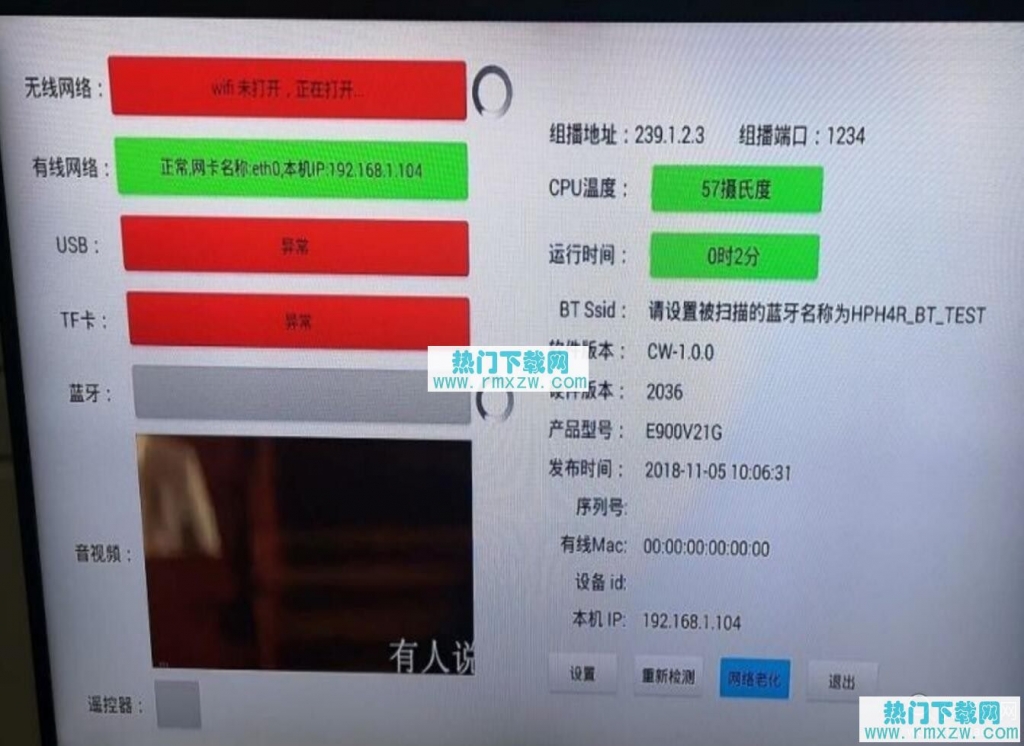 无线网络：
wifi 未打开，正在打开...
有线网络：
正常,网卡名称:eth0,本机IP:192.168.1.104
USB：
异常
TF卡：
异常
蓝牙：
音视频：
有人说
遥控器：
组播地址：239.1.2.3 组播端口：1234
CPU温度： 57摄氏度
运行时间： 0时2分
BT Ssid： 请设置被扫描的蓝牙名称为HPH4R_BT_TEST
软件版本： CW-1.0.0
硬件版本： 2036
产品型号： E900V21G
发布时间： 2018-11-05 10:06:31
序列号:
有线Mac: 00:00:00:00:00:00
设备 id:
本机 IP: 192.168.1.104
设置 重新检测 网络老化 退出
热门下载网
www.rmxzw.com
热门下载网
www.rmxzw.com